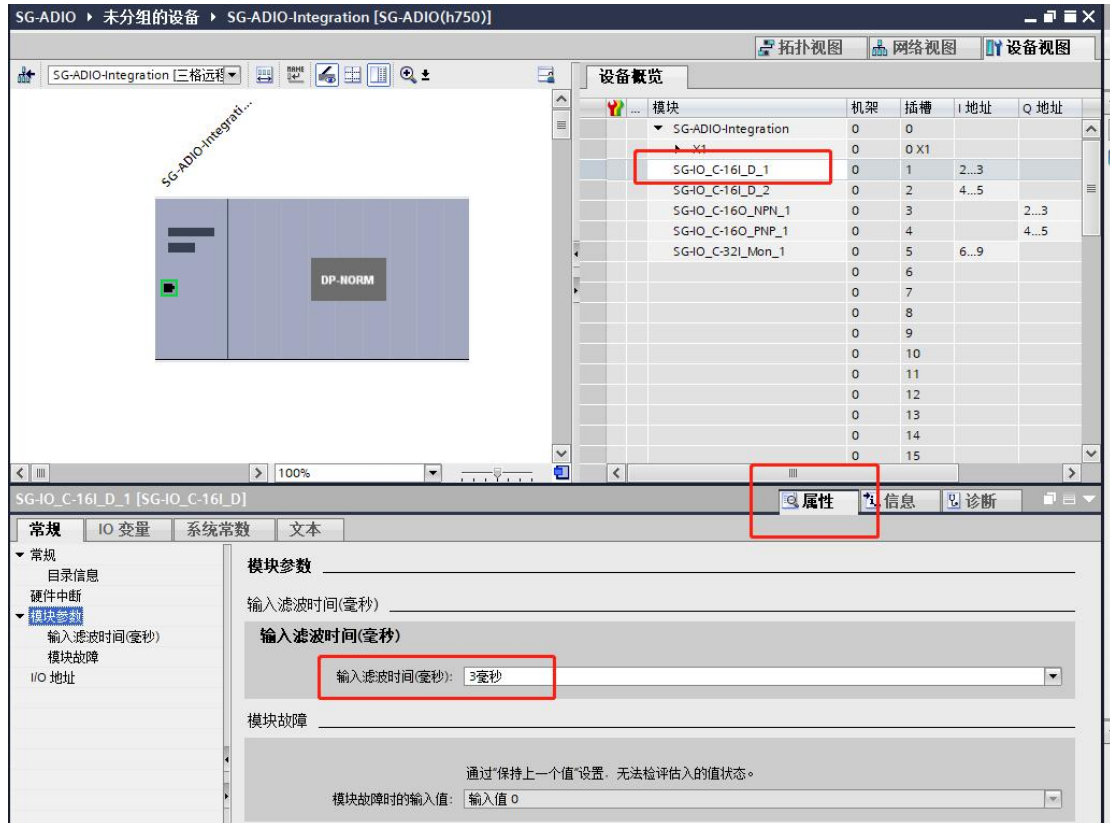 SG-ADIO ▸ 未分组的设备 ▸ SG-ADIO-Integration [SG-ADIO(h750)]
拓扑视图 网络视图 设备视图
SG-ADIO-Integration [三格远程
设备概览
SG-ADIO-Integrati...
... 模块 机架 插槽 I 地址 Q 地址
SG-ADIO-Integration 0 0
X1 0 0 X1
SG-IO_C-16I_D_1 0 1 2...3
SG-IO_C-16I_D_2 0 2 4...5
SG-IO_C-16O_NPN_1 0 3 2...3
SG-IO_C-16O_PNP_1 0 4 4...5
SG-IO_C-32I_Mon_1 0 5 6...9
0 6
0 7
0 8
0 9
0 10
0 11
0 12
0 13
0 14
0 15
DP-NORM
100%
SG-IO_C-16I_D_1 [SG-IO_C-16I_D]
属性 信息 诊断
常规 IO 变量 系统常数 文本
常规
目录信息
硬件中断
模块参数
输入滤波时间(毫秒)
模块故障
I/O 地址
模块参数
输入滤波时间(毫秒)
输入滤波时间(毫秒)
输入滤波时间(毫秒): 3毫秒
模块故障
通过"保持上一个值"设置，无法检评估入的值状态。
模块故障时的输入值: 输入值 0